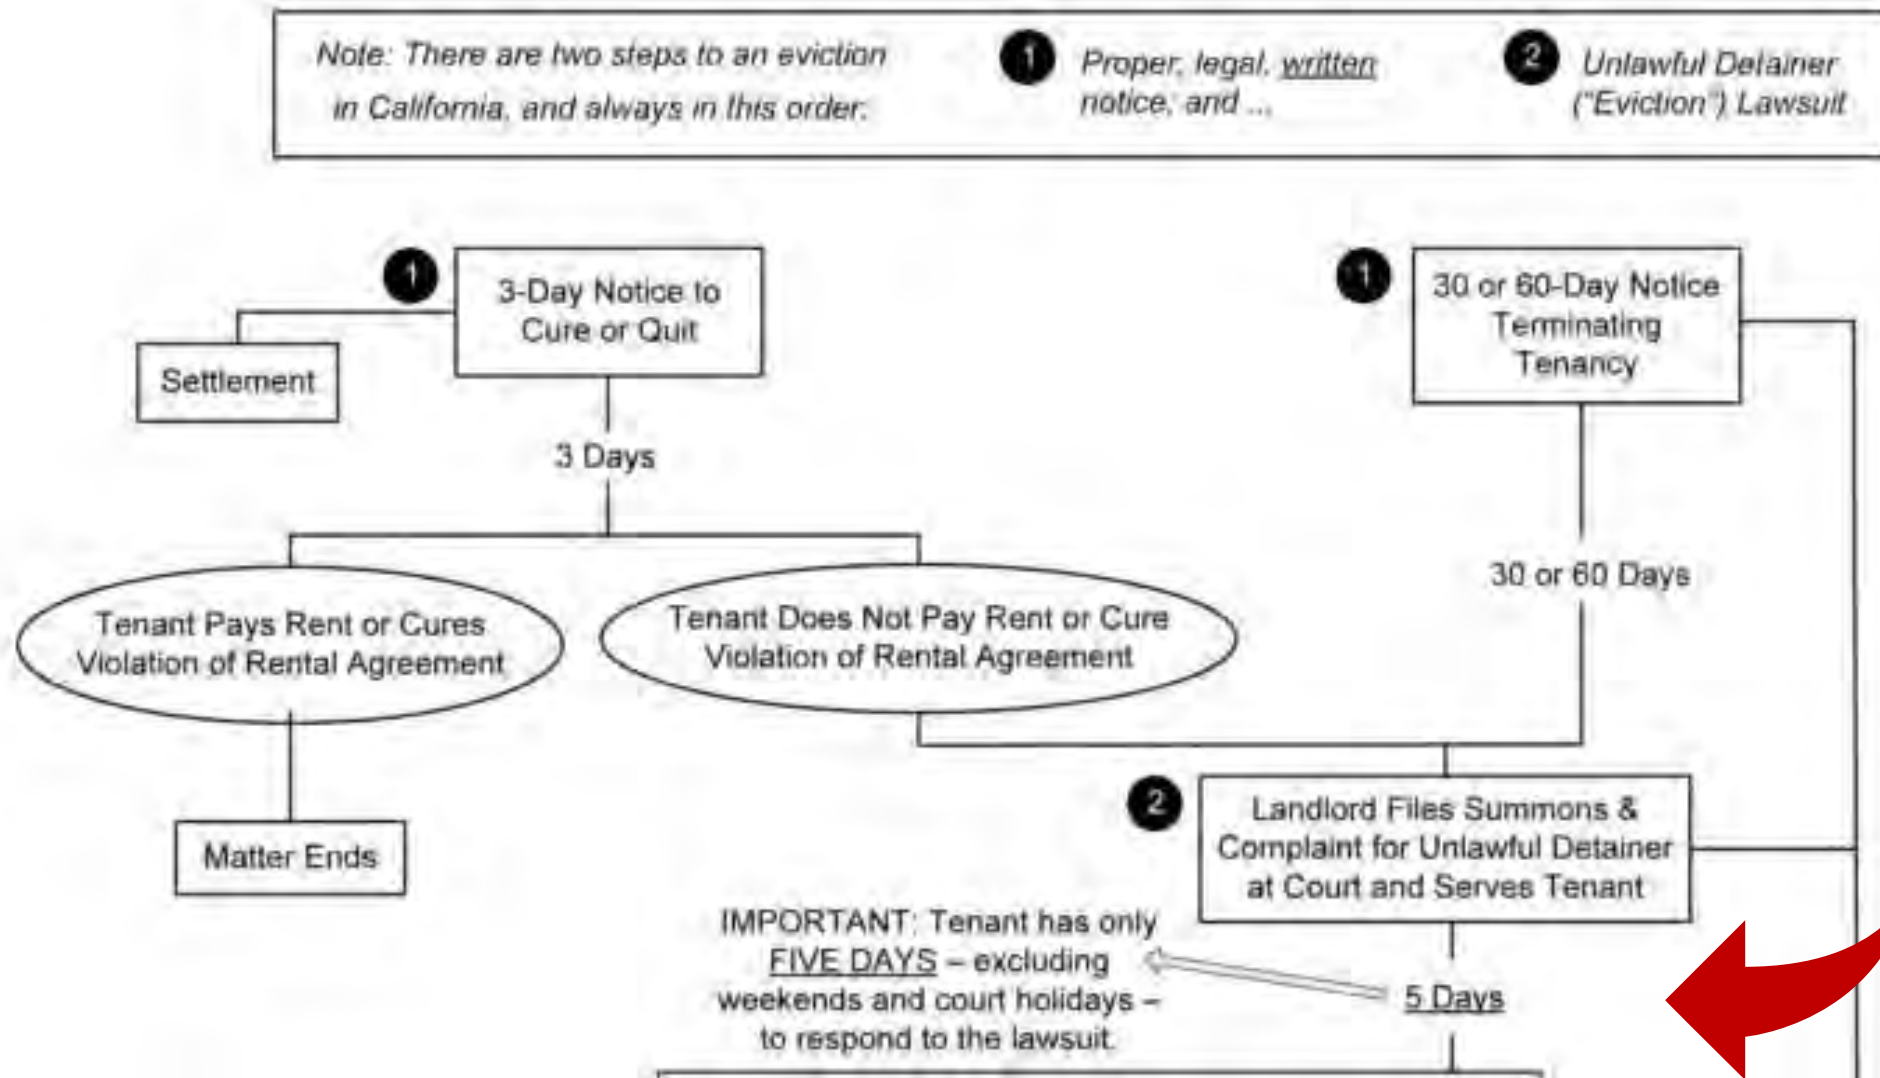 Note: There are two steps to an eviction
in California, and always in this order:
1 Proper, legal, written
notice, and ...
2 Unlawful Detainer
("Eviction") Lawsuit
1
3-Day Notice to
Cure or Quit
Settlement
3 Days
1
30 or 60-Day Notice
Terminating
Tenancy
30 or 60 Days
Tenant Pays Rent or Cures
Violation of Rental Agreement
Tenant Does Not Pay Rent or Cure
Violation of Rental Agreement
Matter Ends
2
Landlord Files Summons &
Complaint for Unlawful Detainer
at Court and Serves Tenant
IMPORTANT: Tenant has only
FIVE DAYS – excluding
weekends and court holidays –
to respond to the lawsuit.
5 Days